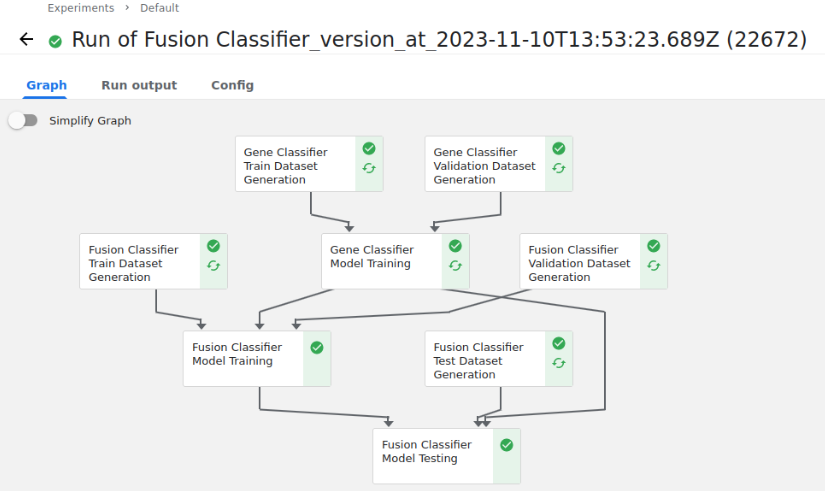 Experiments > Default
Run of Fusion Classifier_version_at_2023-11-10T13:53:23.689Z (22672)
Graph Run output Config
Simplify Graph
Gene Classifier
Train Dataset
Generation
Gene Classifier
Validation Dataset
Generation
Fusion Classifier
Train Dataset
Generation
Gene Classifier
Model Training
Fusion Classifier
Validation Dataset
Generation
Fusion Classifier
Model Training
Fusion Classifier
Test Dataset
Generation
Fusion Classifier
Model Testing